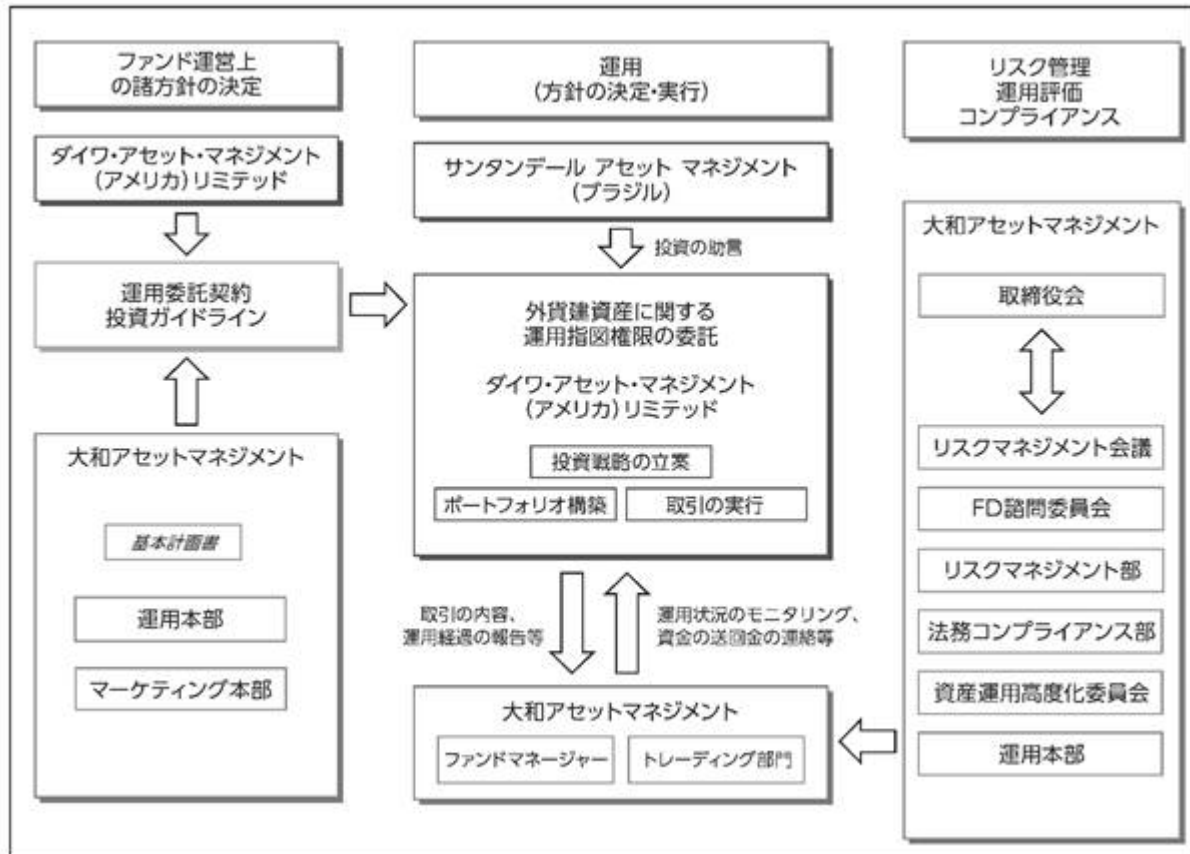 ファンド運営上
の諸方針の決定
ダイワ・アセット・マネジメント
(アメリカ)リミテッド
運用委託契約
投資ガイドライン
大和アセットマネジメント
基本計画書
運用本部
マーケティング本部
運用
(方針の決定・実行)
サンタンデール アセット マネジメント
(ブラジル)
投資の助言
外貨建資産に関する
運用指図権限の委託
ダイワ・アセット・マネジメント
(アメリカ)リミテッド
投資戦略の立案
ポートフォリオ構築
取引の実行
取引の内容、
運用経過の報告等
運用状況のモニタリング、
資金の送回金の連絡等
大和アセットマネジメント
ファンドマネージャー
トレーディング部門
リスク管理
運用評価
コンプライアンス
大和アセットマネジメント
取締役会
リスクマネジメント会議
FD諮問委員会
リスクマネジメント部
法務コンプライアンス部
資産運用高度化委員会
運用本部